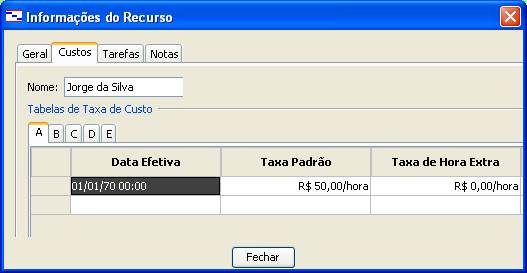 Informações do Recurso
Geral Custos Tarefas Notas
Nome: Jorge da Silva
Tabelas de Taxa de Custo
A B C D E
Data Efetiva Taxa Padrão Taxa de Hora Extra
01/01/70 00:00 R$ 50,00/hora R$ 0,00/hora
Fechar